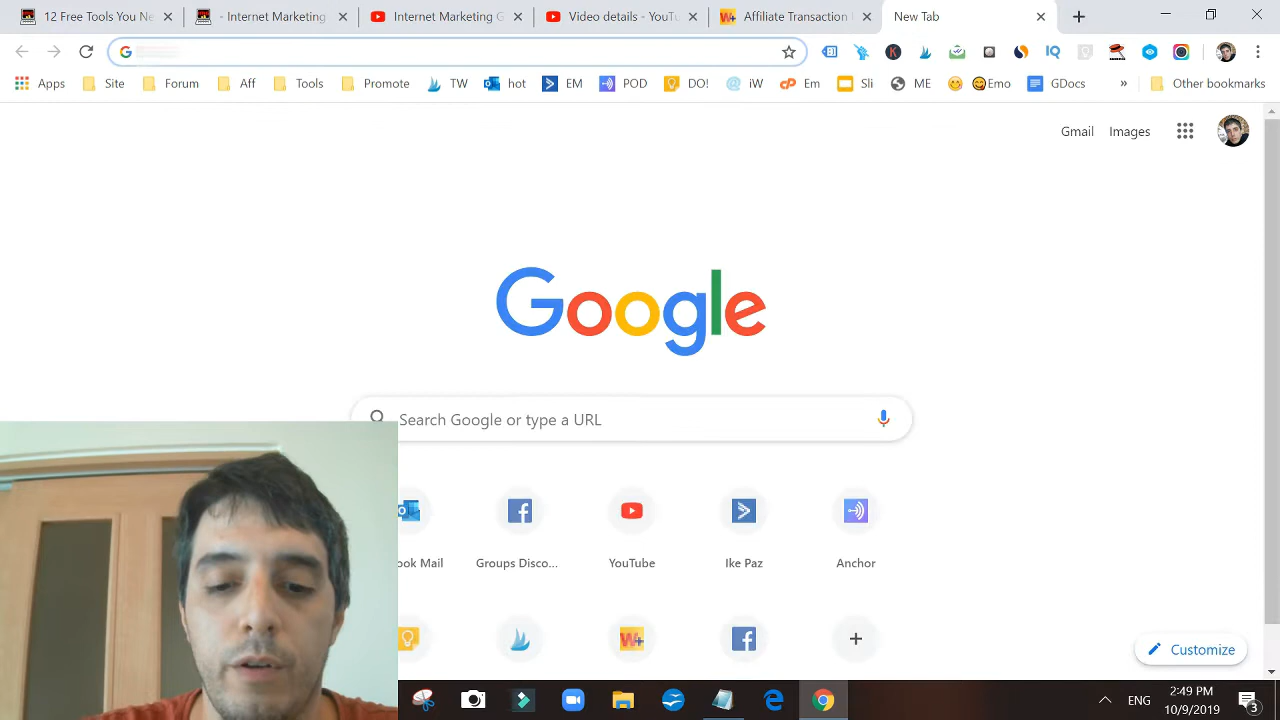 12 Free Tools You Ne
- Internet Marketing
Internet Marketing G
Video details - YouTu
Affiliate Transaction
New Tab
Apps
Site
Forum
Aff
Tools
Promote
TW
hot
EM
POD
DO!
iW
Em
Sli
ME
Emo
GDocs
»
Other bookmarks
Gmail
Images
Google
Search Google or type a URL
ook Mail
Groups Disco...
YouTube
Ike Paz
Anchor
Customize
ENG
2:49 PM
10/9/2019
3